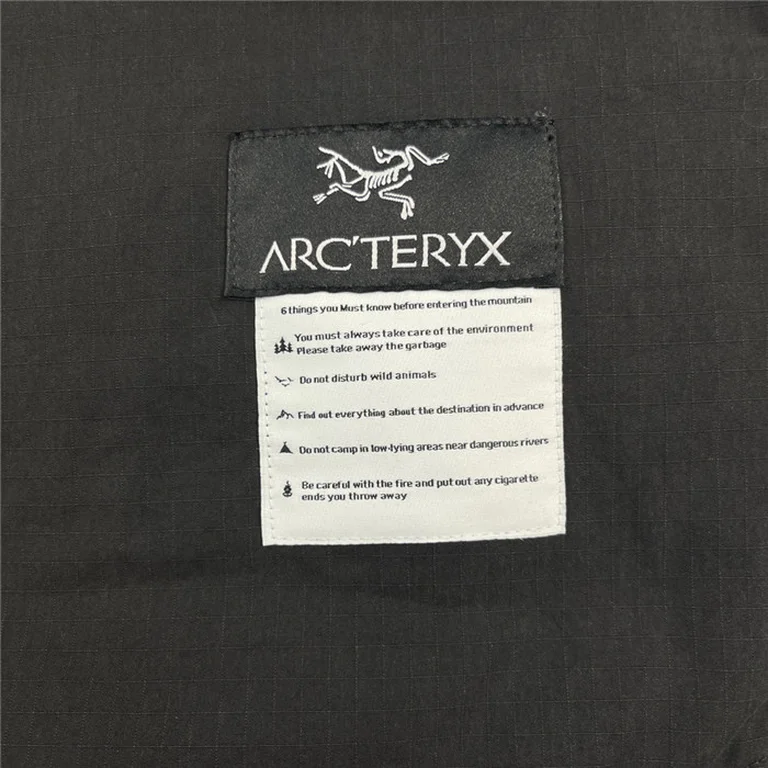 ARC'TERYX
6 things you Must know before entering the mountain
You must always take care of the environment
Please take away the garbage
Do not disturb wild animals
Find out everything about the destination in advance
Do not camp in low-lying areas near dangerous rivers
Be careful with the fire and put out any cigarette
ends you throw away